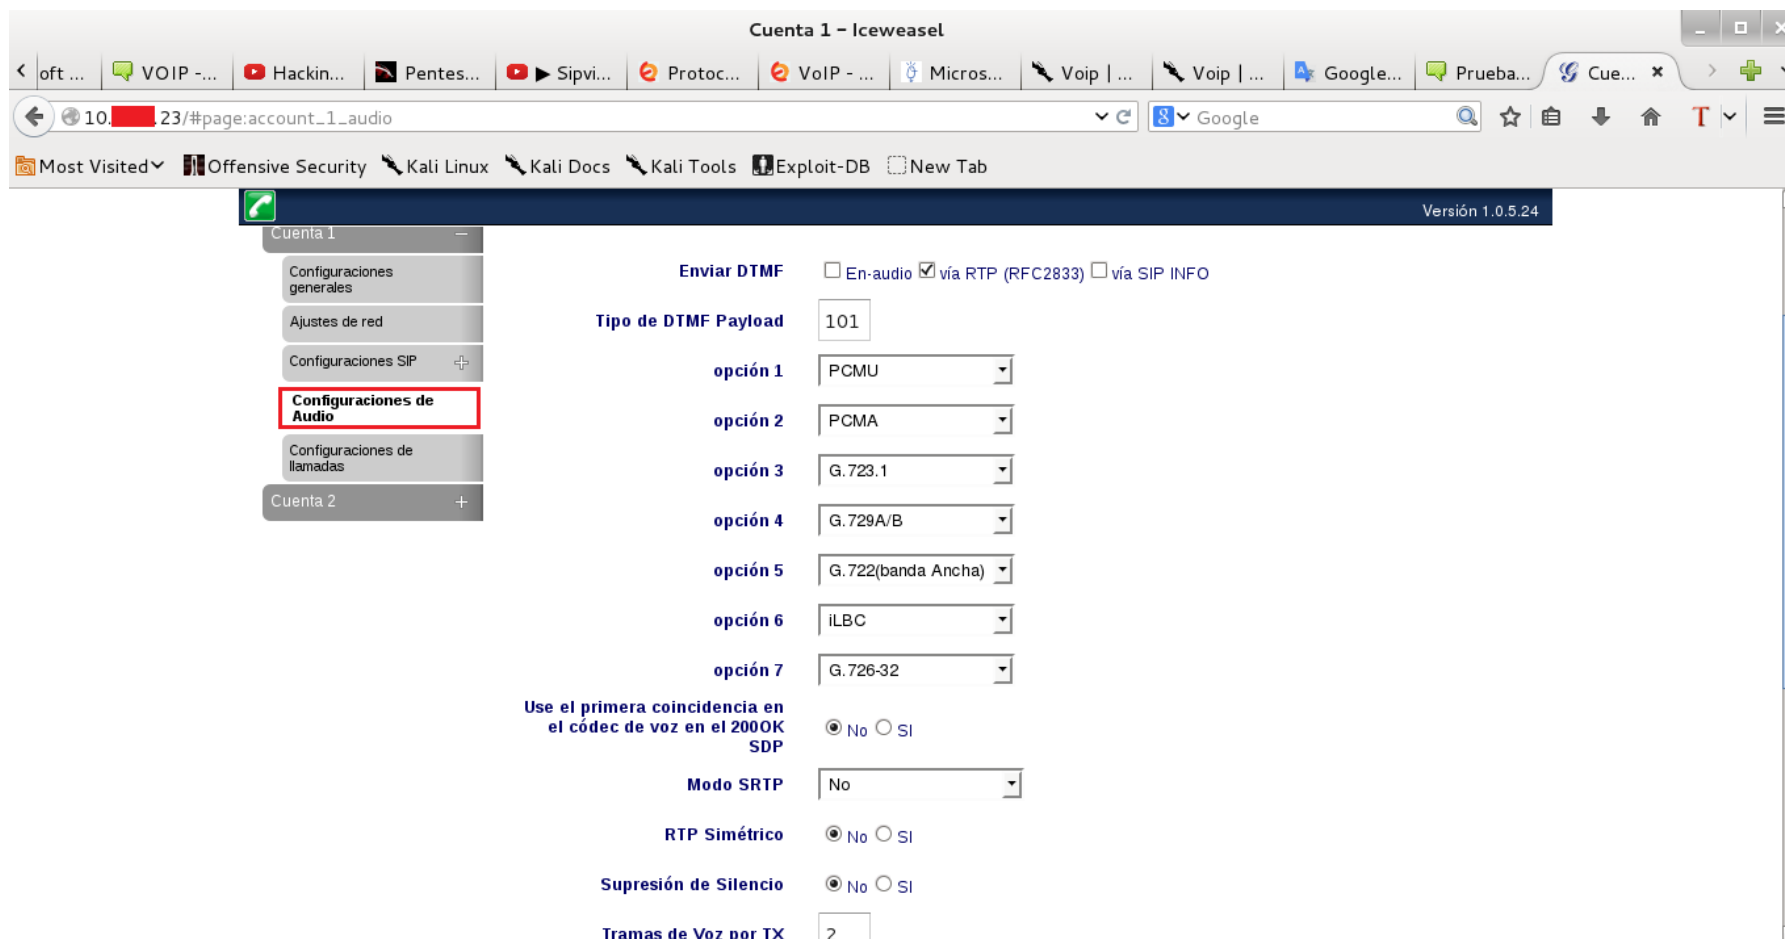 Cuenta 1 – Iceweasel
oft ... VOIP -... Hackin... Pentes... ▶ Sipvi... Protoc... VoIP - ... Micros... Voip | ... Voip | ... Google... Prueba... Cue...
10. .23/#page:account_1_audio Google
Most Visited Offensive Security Kali Linux Kali Docs Kali Tools Exploit-DB New Tab
Versión 1.0.5.24
Cuenta 1
Configuraciones
generales
Ajustes de red
Configuraciones SIP
Configuraciones de
Audio
Configuraciones de
llamadas
Cuenta 2
Enviar DTMF En-audio vía RTP (RFC2833) vía SIP INFO
Tipo de DTMF Payload 101
opción 1 PCMU
opción 2 PCMA
opción 3 G.723.1
opción 4 G.729A/B
opción 5 G.722(banda Ancha)
opción 6 iLBC
opción 7 G.726-32
Use el primera coincidencia en
el códec de voz en el 200OK
SDP
No SI
Modo SRTP No
RTP Simétrico No SI
Supresión de Silencio No SI
Tramas de Voz por TX 2